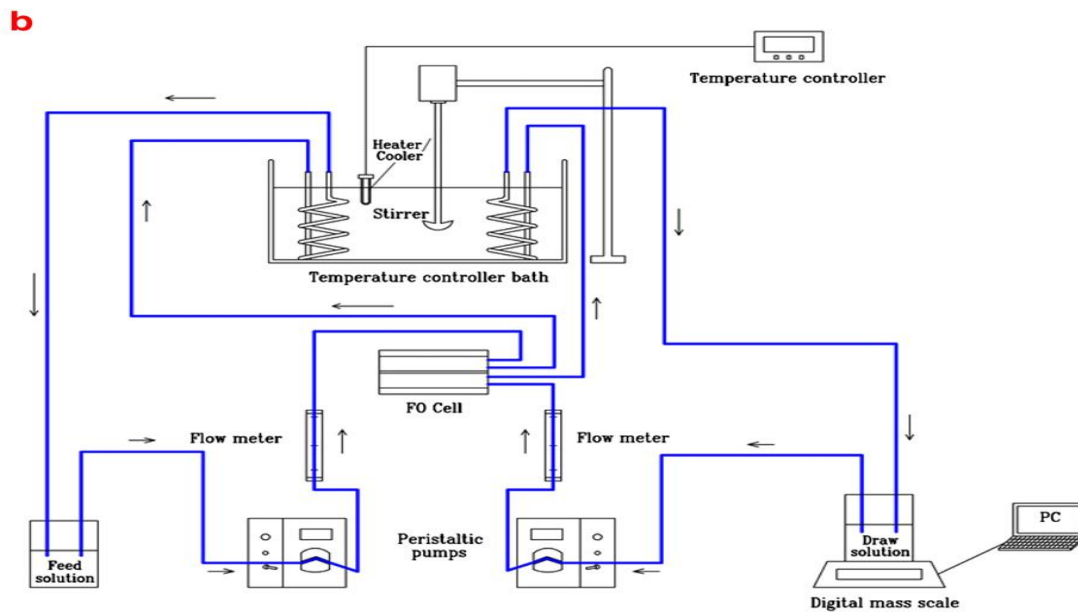 b
Temperature controller
Heater/
Cooler
Stirrer
Temperature controller bath
FO Cell
Flow meter
Flow meter
Peristaltic
pumps
Feed
solution
Draw
solution
PC
Digital mass scale